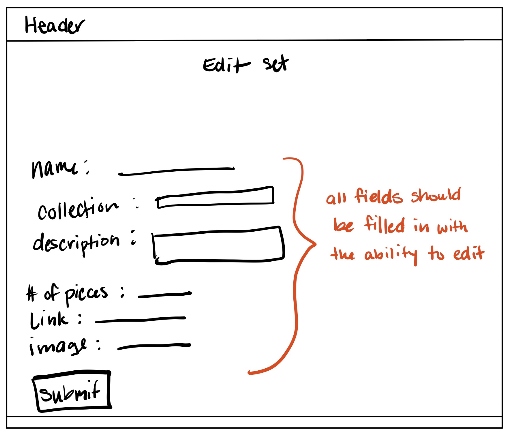 Header
Edit set
name:
collection :
description :
all fields should
be filled in with
the ability to edit
# of pieces :
Link :
image :
Submit